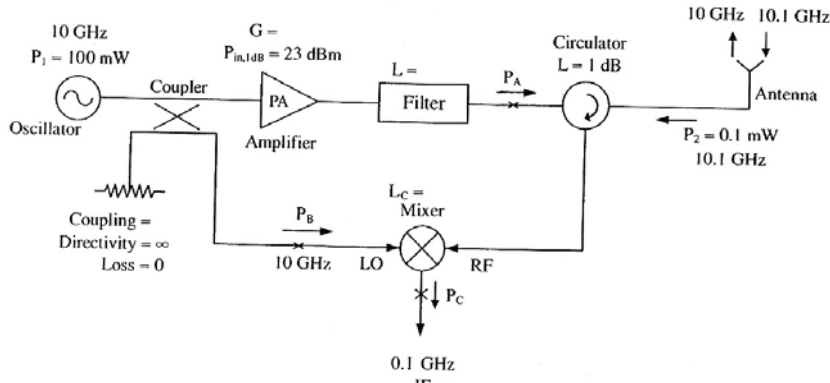 10 GHz
P₁ = 100 mW
Oscillator
Coupler
G =
P_in,1dB = 23 dBm
PA
Amplifier
L =
Filter
P_A
Circulator
L = 1 dB
10 GHz 10.1 GHz
Antenna
P₂ = 0.1 mW
10.1 GHz
Coupling =
Directivity = ∞
Loss = 0
P_B
10 GHz
LO
L_C =
Mixer
RF
P_C
0.1 GHz